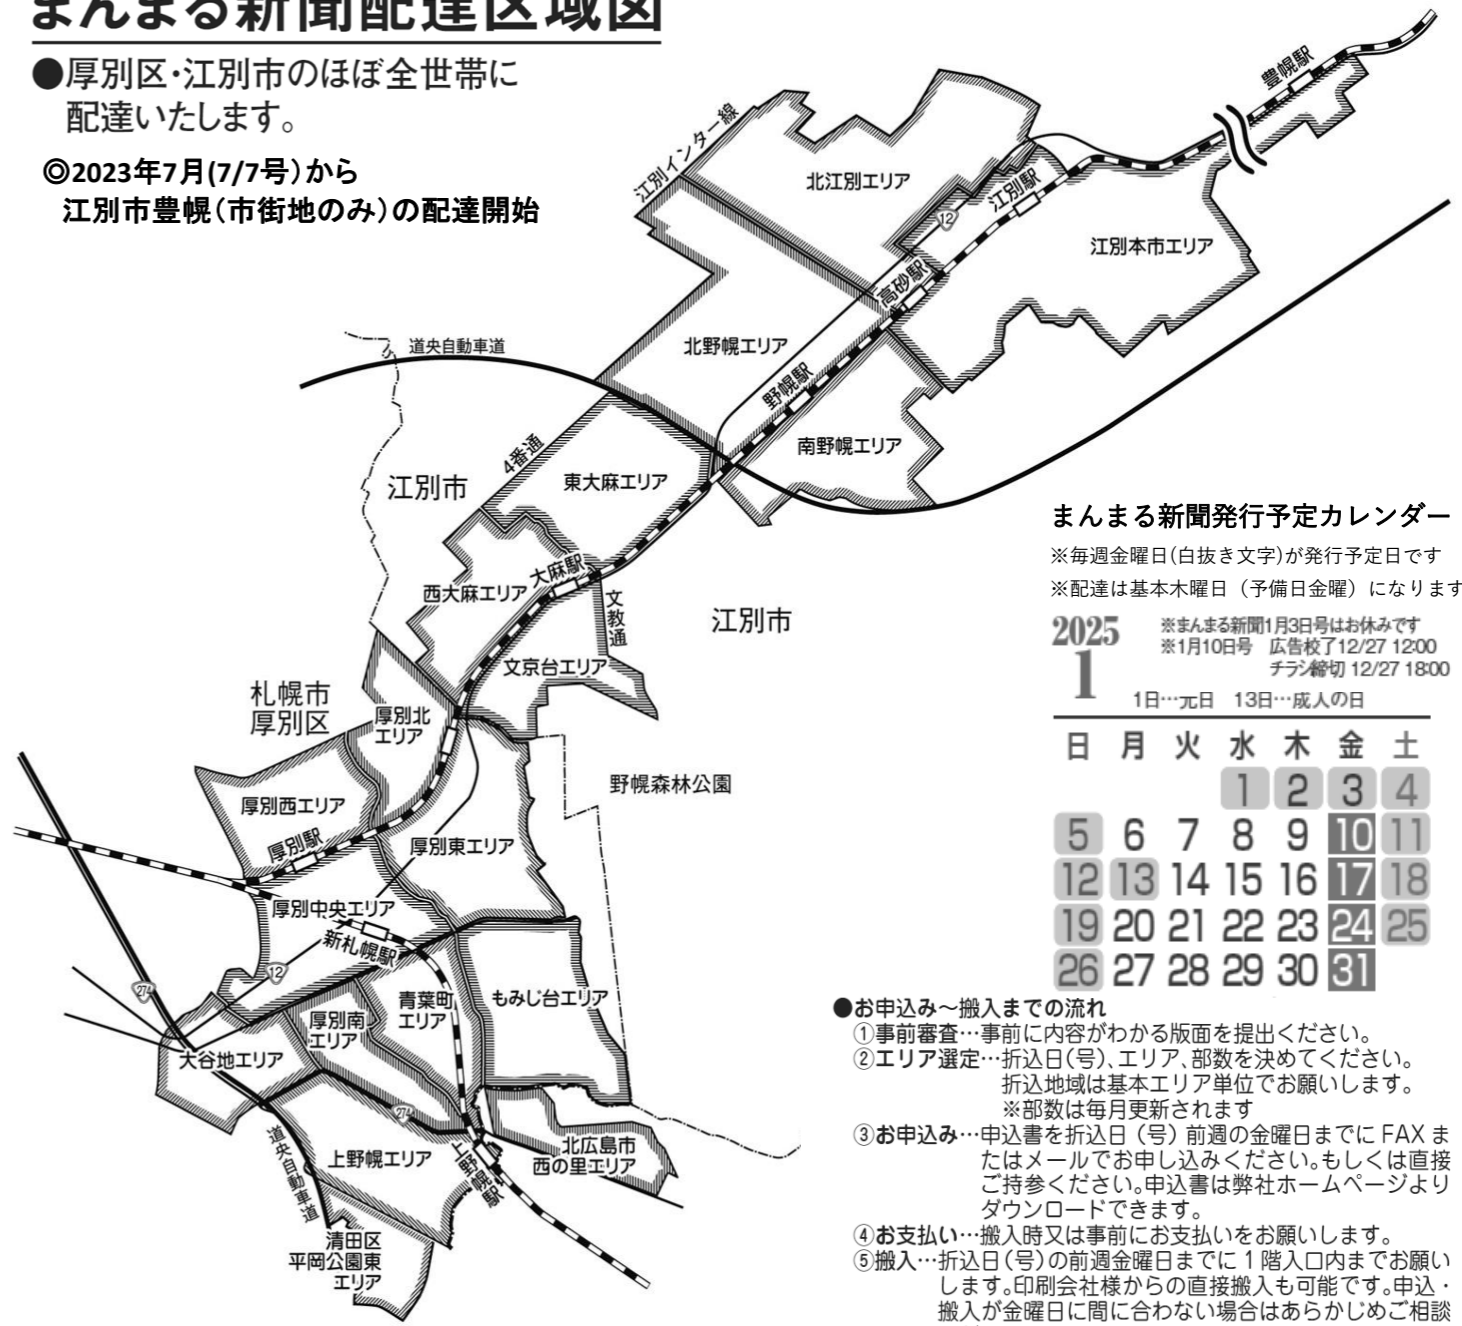 まんまる新聞配達区域図
●厚別区・江別市のほぼ全世帯に
配達いたします。
◎2023年7月(7/7号)から
江別市豊幌(市街地のみ)の配達開始
豊幌駅
江別インター線
北江別エリア
江別駅
12
江別本市エリア
高砂駅
北野幌エリア
道央自動車道
野幌駅
南野幌エリア
4番通
東大麻エリア
江別市
大麻駅
西大麻エリア
文教通
江別市
文京台エリア
札幌市
厚別区
厚別北
エリア
野幌森林公園
厚別西エリア
厚別駅
厚別東エリア
厚別中央エリア
新札幌駅
12
274
青葉町
エリア
もみじ台エリア
厚別南
エリア
大谷地エリア
274
道央自動車道
上野幌エリア
上野幌駅
北広島市
西の里エリア
清田区
平岡公園東
エリア
まんまる新聞発行予定カレンダー
※毎週金曜日(白抜き文字)が発行予定日です
※配達は基本木曜日(予備日金曜)になります
2025
1
※まんまる新聞1月3日号はお休みです
※1月10日号 広告校了12/27 12:00
チラシ締切 12/27 18:00
1日…元日 13日…成人の日
日 月 火 水 木 金 土
1 2 3 4
5 6 7 8 9 10 11
12 13 14 15 16 17 18
19 20 21 22 23 24 25
26 27 28 29 30 31
●お申込み〜搬入までの流れ
①事前審査…事前に内容がわかる版面を提出ください。
②エリア選定…折込日(号)、エリア、部数を決めてください。
折込地域は基本エリア単位でお願いします。
※部数は毎月更新されます
③お申込み…申込書を折込日(号)前週の金曜日までにFAXま
たはメールでお申し込みください。もしくは直接
ご持参ください。申込書は弊社ホームページより
ダウンロードできます。
④お支払い…搬入時又は事前にお支払いをお願いします。
⑤搬入…折込日(号)の前週金曜日までに1階入口内までお願い
します。印刷会社様からの直接搬入も可能です。申込・
搬入が金曜日に間に合わない場合はあらかじめご相談